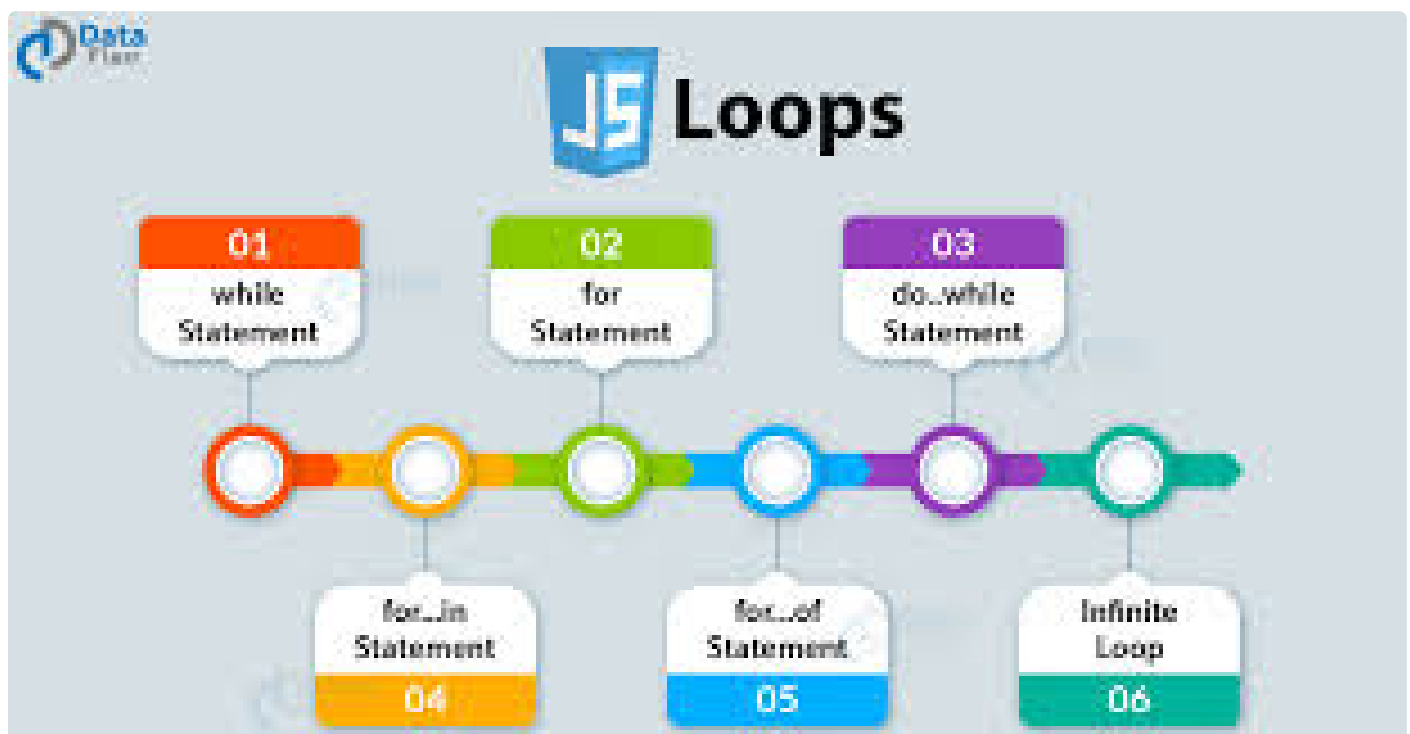 Data
Flair
JS Loops
01
while
Statement
02
for
Statement
03
do..while
Statement
for...in
Statement
04
for...of
Statement
05
Infinite
Loop
06